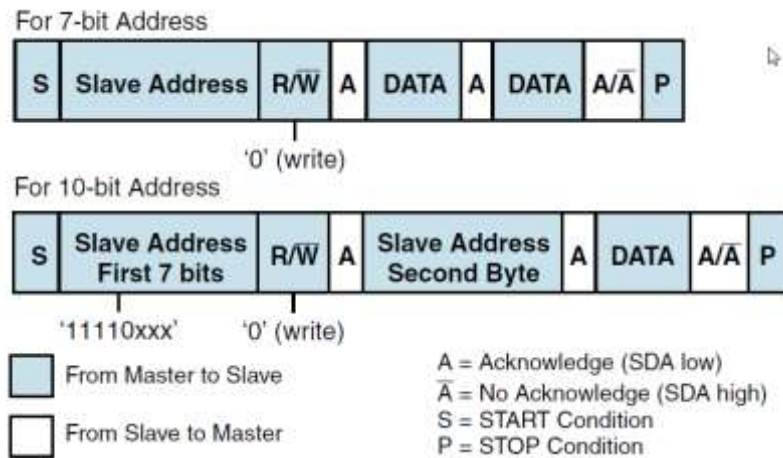 For 7-bit Address
S Slave Address R/W̅ A DATA A DATA A/A̅ P
'0' (write)
For 10-bit Address
S Slave Address First 7 bits R/W̅ A Slave Address Second Byte A DATA A/A̅ P
'11110xxx' '0' (write)
From Master to Slave
From Slave to Master
A = Acknowledge (SDA low)
A̅ = No Acknowledge (SDA high)
S = START Condition
P = STOP Condition